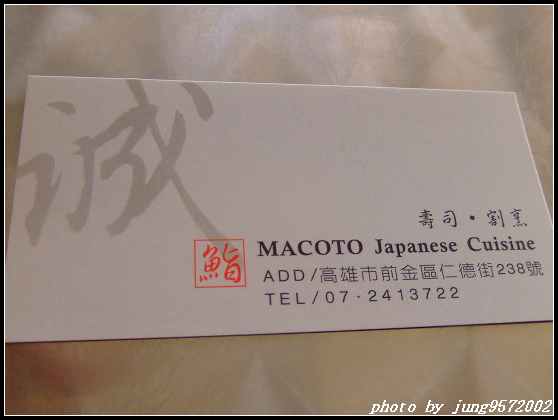 誠
壽司・割烹
鮨
MACOTO Japanese Cuisine
ADD/高雄市前金區仁德街238號
TEL/07・2413722
photo by jung9572002